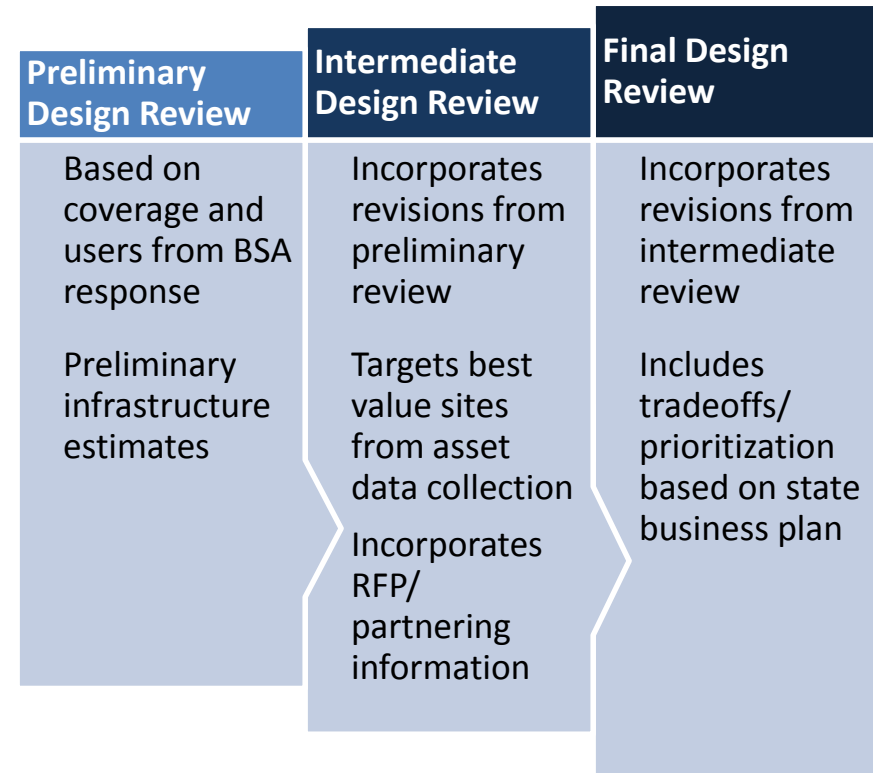 Preliminary
Design Review
Based on
coverage and
users from BSA
response
Preliminary
infrastructure
estimates
Intermediate
Design Review
Incorporates
revisions from
preliminary
review
Targets best
value sites
from asset
data collection
Incorporates
RFP/
partnering
information
Final Design
Review
Incorporates
revisions from
intermediate
review
Includes
tradeoffs/
prioritization
based on state
business plan